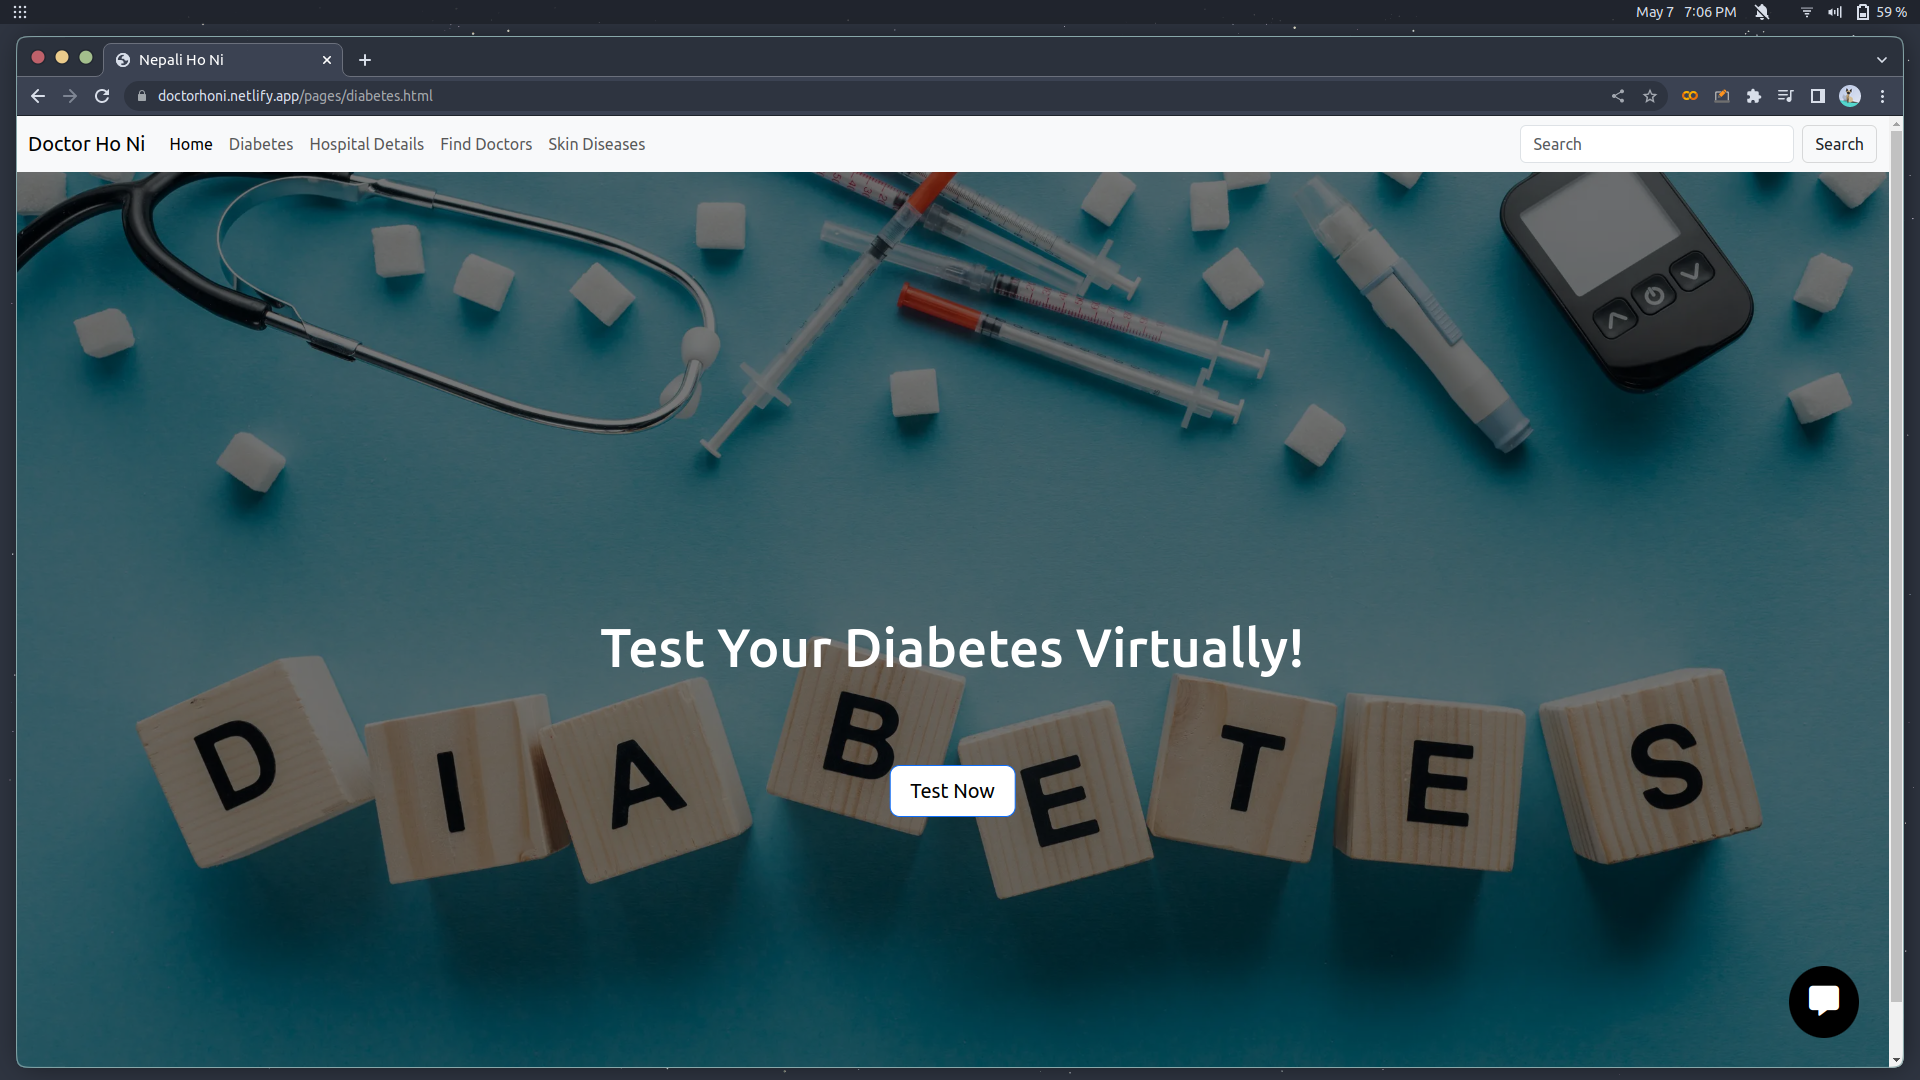 May 7 7:06 PM 59 %
Nepali Ho Ni
doctorhoni.netlify.app/pages/diabetes.html
Doctor Ho Ni Home Diabetes Hospital Details Find Doctors Skin Diseases Search Search
Test Your Diabetes Virtually!
DIABETES
Test Now